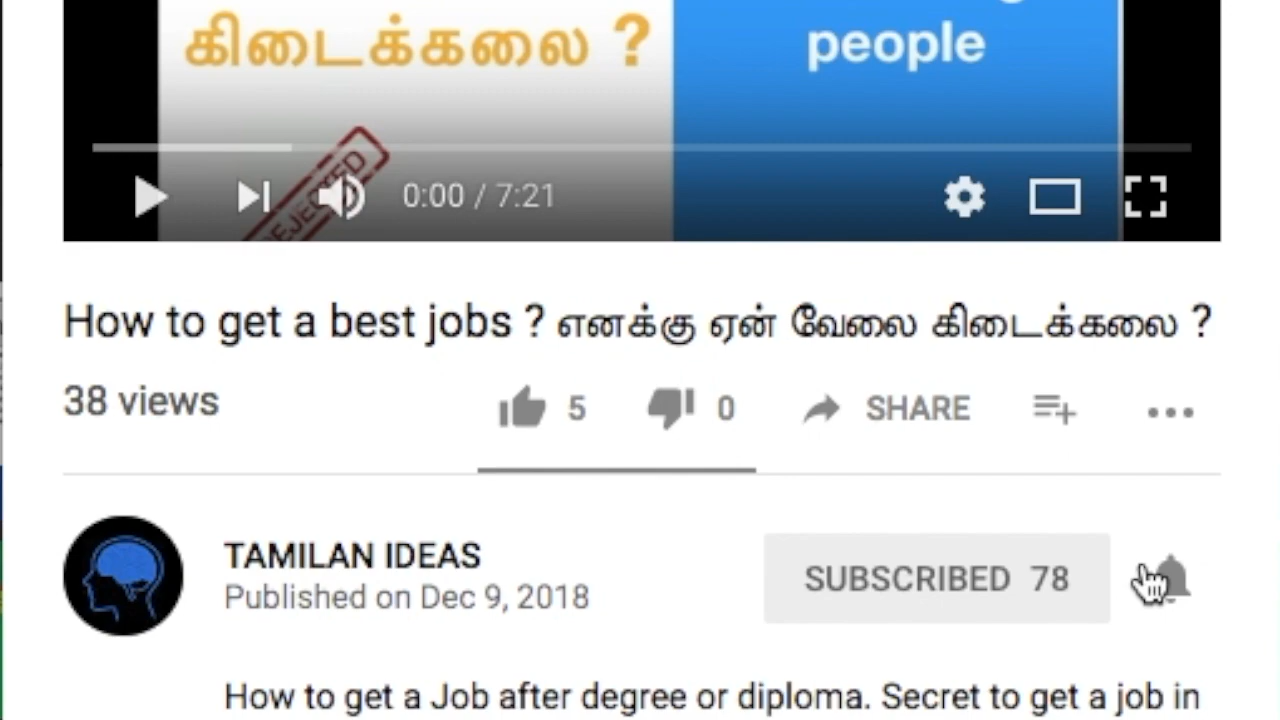 கிடைக்கலை ?
people
REJECTED
0:00 / 7:21
How to get a best jobs ? எனக்கு ஏன் வேலை கிடைக்கலை ?
38 views
5
0
SHARE
TAMILAN IDEAS
SUBSCRIBED 78
Published on Dec 9, 2018
How to get a Job after degree or diploma. Secret to get a job in